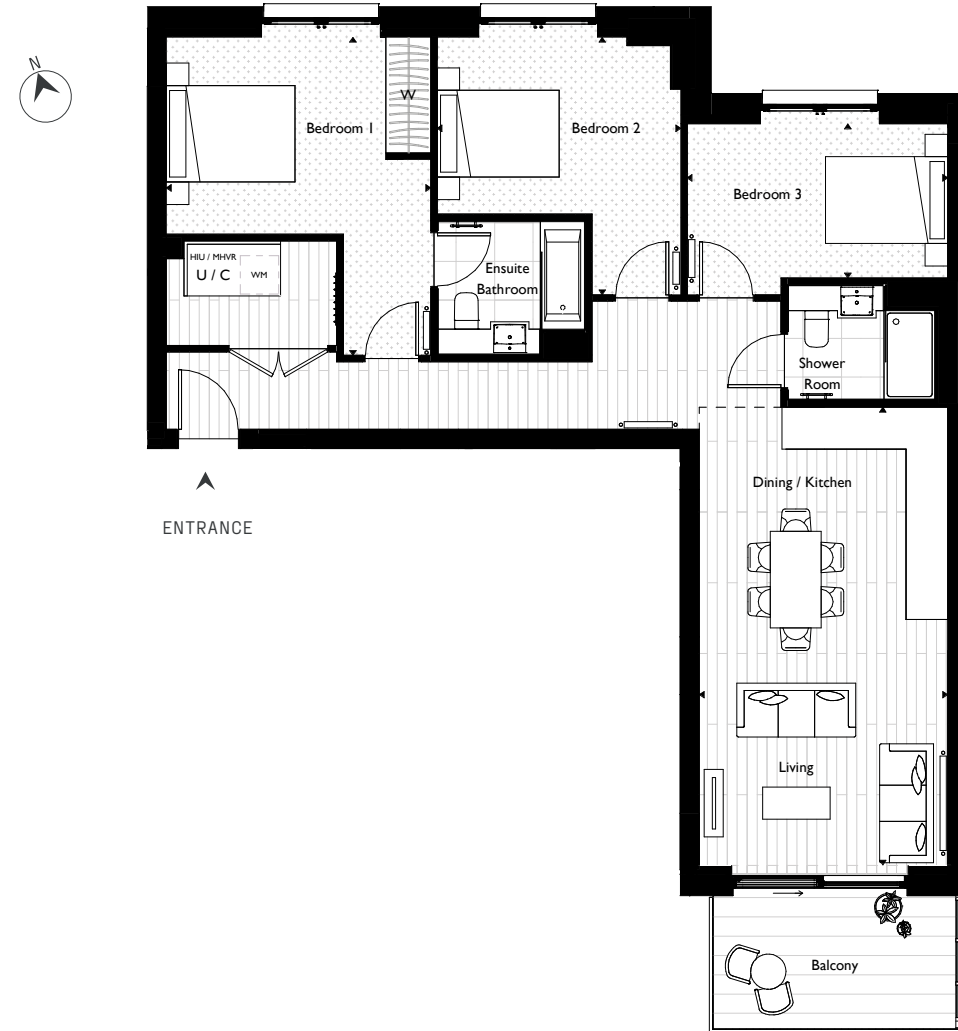 N
W
Bedroom 1
Bedroom 2
Bedroom 3
HIU / MHVR
U / C
WM
Ensuite
Bathroom
Shower
Room
Dining / Kitchen
ENTRANCE
Living
Balcony